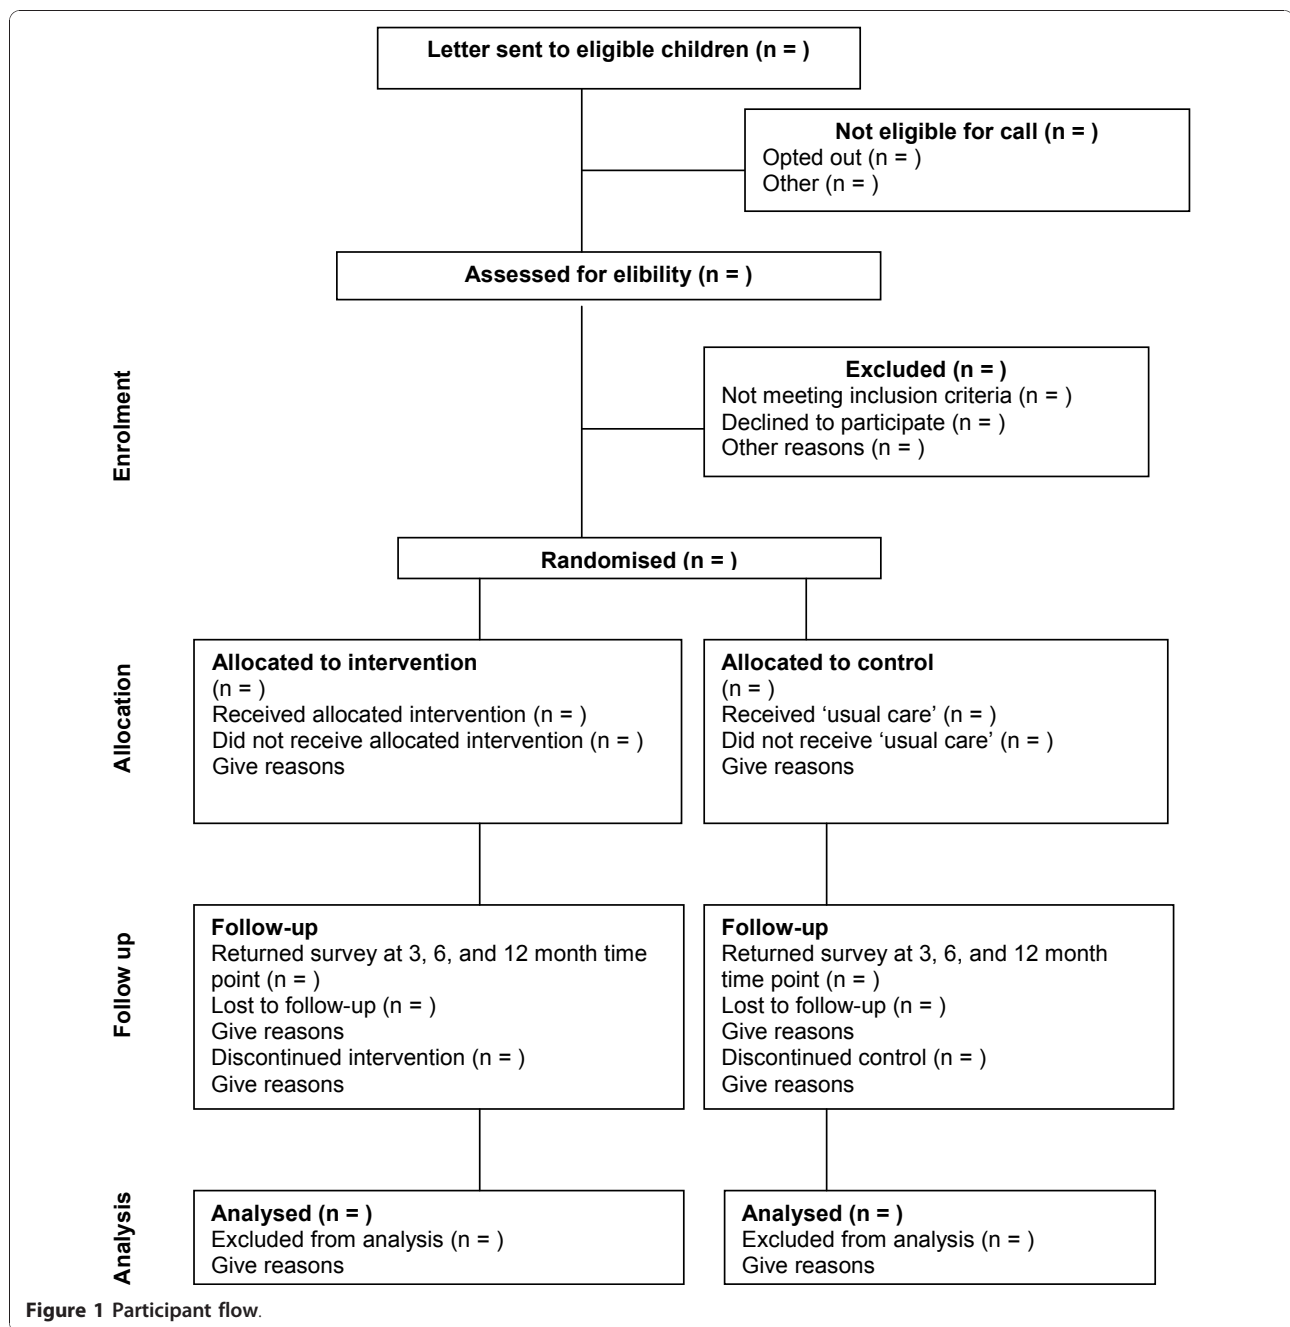 Letter sent to eligible children (n = )
Not eligible for call (n = )
Opted out (n = )
Other (n = )
Assessed for elibility (n = )
Enrolment
Excluded (n = )
Not meeting inclusion criteria (n = )
Declined to participate (n = )
Other reasons (n = )
Randomised (n = )
Allocation
Allocated to intervention
(n = )
Received allocated intervention (n = )
Did not receive allocated intervention (n = )
Give reasons
Allocated to control
(n = )
Received ‘usual care’ (n = )
Did not receive ‘usual care’ (n = )
Give reasons
Follow up
Follow-up
Returned survey at 3, 6, and 12 month time
point (n = )
Lost to follow-up (n = )
Give reasons
Discontinued intervention (n = )
Give reasons
Follow-up
Returned survey at 3, 6, and 12 month
time point (n = )
Lost to follow-up (n = )
Give reasons
Discontinued control (n = )
Give reasons
Analysis
Analysed (n = )
Excluded from analysis (n = )
Give reasons
Analysed (n = )
Excluded from analysis (n = )
Give reasons
Figure 1 Participant flow.